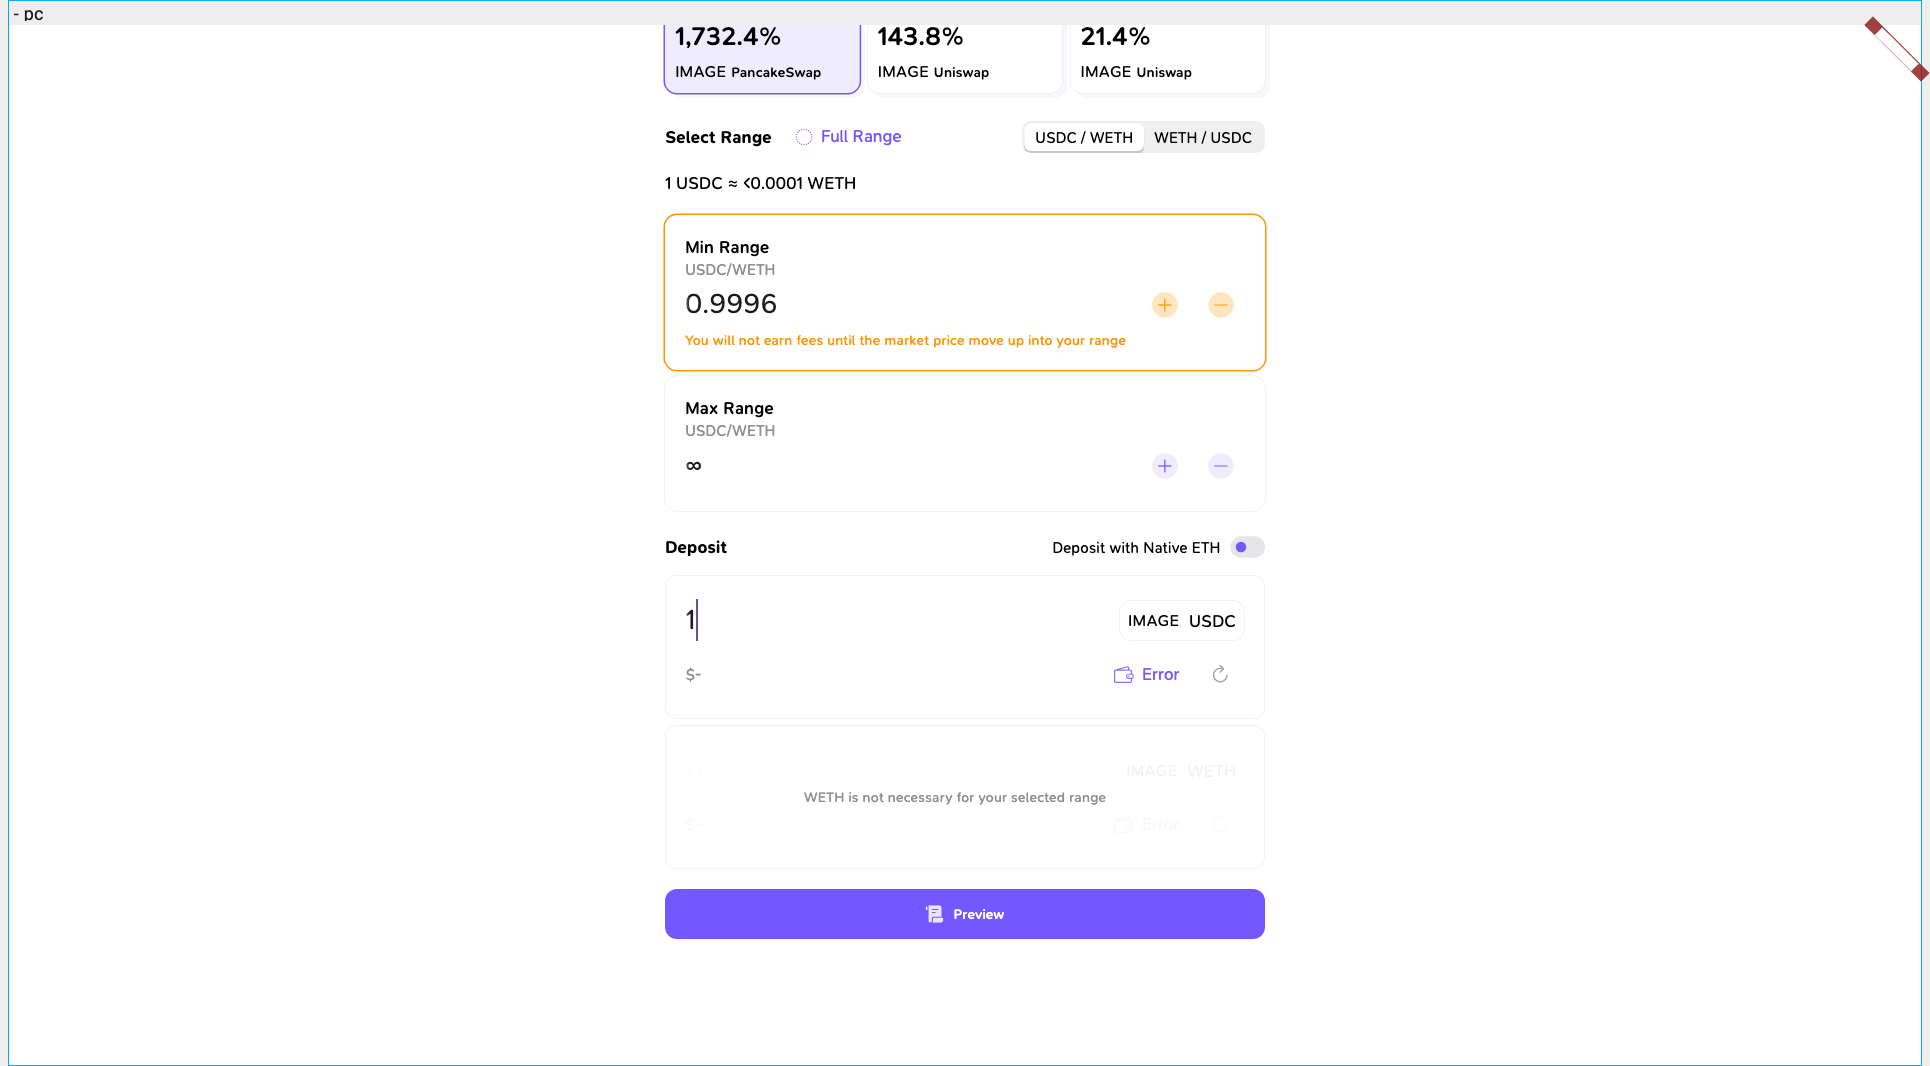 - pc
1,732.4%
143.8%
21.4%
IMAGE PancakeSwap
IMAGE Uniswap
IMAGE Uniswap
Select Range
Full Range
USDC / WETH
WETH / USDC
1 USDC ≈ <0.0001 WETH
Min Range
USDC/WETH
0.9996
You will not earn fees until the market price move up into your range
Max Range
USDC/WETH
∞
Deposit
Deposit with Native ETH
1
IMAGE USDC
$-
Error
IMAGE WETH
WETH is not necessary for your selected range
$-
Error
Preview